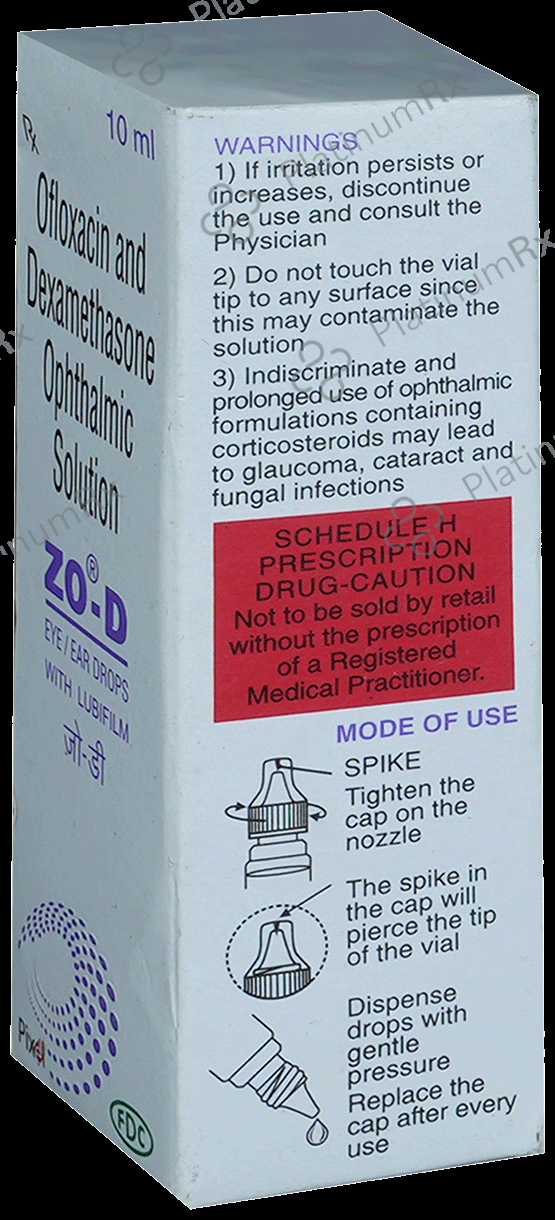 Rx
10 ml
Ofloxacin and
Dexamethasone
Ophthalmic
Solution
ZO®-D
EYE/EAR DROPS
WITH LUBIFILM
ज़ो-डी
Pixel
FDC
WARNINGS
1) If irritation persists or
increases, discontinue
the use and consult the
Physician
2) Do not touch the vial
tip to any surface since
this may contaminate the
solution
3) Indiscriminate and
prolonged use of ophthalmic
formulations containing
corticosteroids may lead
to glaucoma, cataract and
fungal infections
SCHEDULE H
PRESCRIPTION
DRUG-CAUTION
Not to be sold by retail
without the prescription
of a Registered
Medical Practitioner.
MODE OF USE
SPIKE
Tighten the
cap on the
nozzle
The spike in
the cap will
pierce the tip
of the vial
Dispense
drops with
gentle
pressure
Replace the
cap after every
use
PlatinumRx
PlatinumRx
PlatinumRx